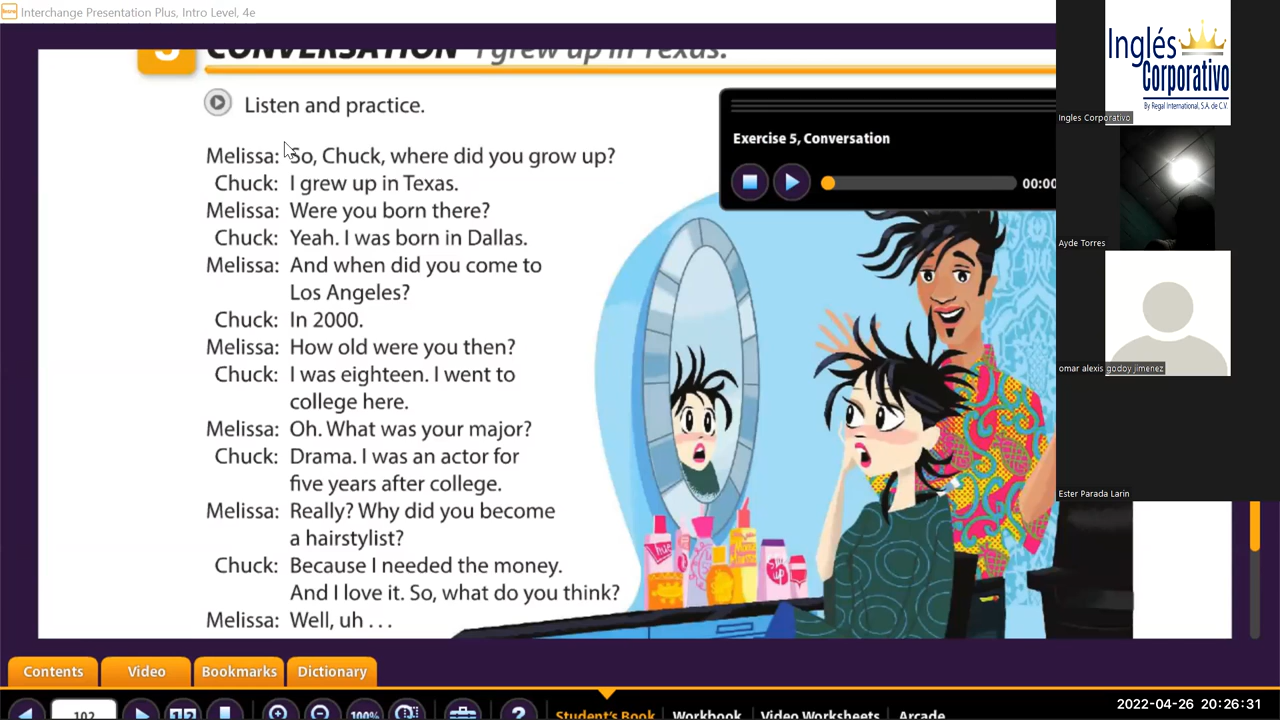 Interchange Presentation Plus, Intro Level, 4e
5 CONVERSATION I grew up in Texas.
Listen and practice.
Melissa: So, Chuck, where did you grow up?
Chuck: I grew up in Texas.
Melissa: Were you born there?
Chuck: Yeah. I was born in Dallas.
Melissa: And when did you come to
Los Angeles?
Chuck: In 2000.
Melissa: How old were you then?
Chuck: I was eighteen. I went to
college here.
Melissa: Oh. What was your major?
Chuck: Drama. I was an actor for
five years after college.
Melissa: Really? Why did you become
a hairstylist?
Chuck: Because I needed the money.
And I love it. So, what do you think?
Melissa: Well, uh . . .
Exercise 5, Conversation
00:00
Inglés
Corporativo
By Regal International, S.A. de C.V.
Ingles Corporativo
Ayde Torres
omar alexis godoy jimenez
Ester Parada Larin
Contents
Video
Bookmarks
Dictionary
102
100%
?
Student's Book
Workbook
Video Worksheets
Arcade
2022-04-26 20:26:31